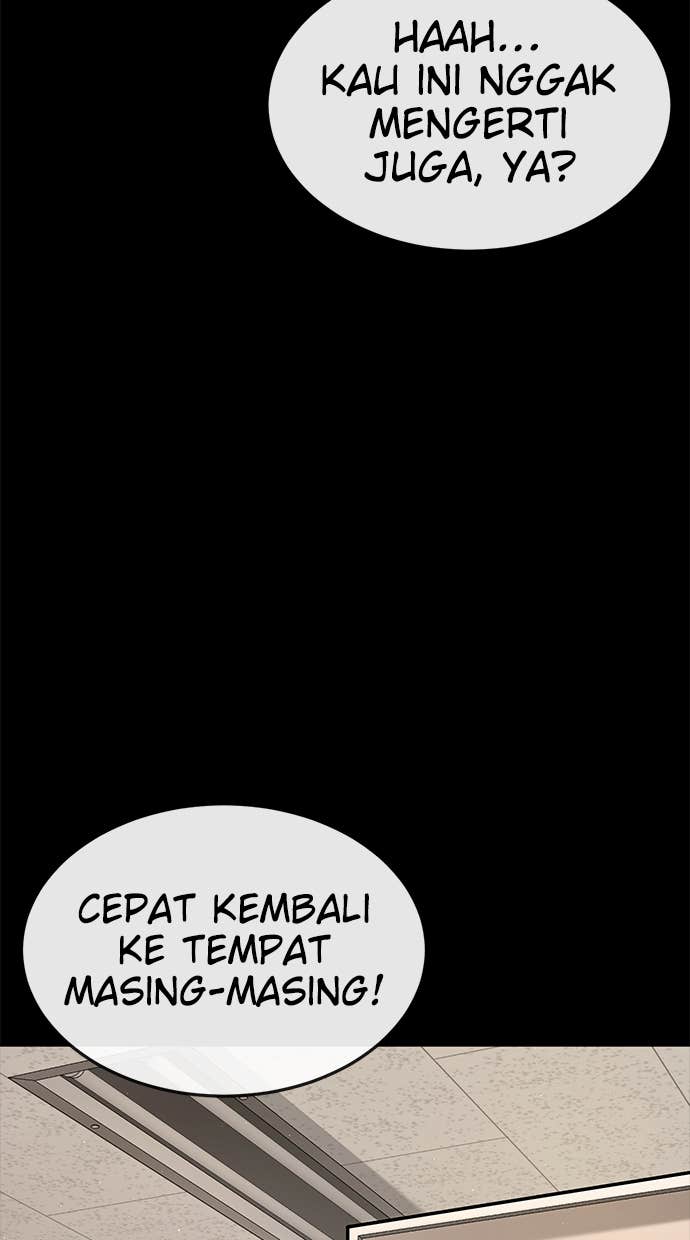 HAAH...
KAU INI NGGAK
MENGERTI
JUGA, YA?
CEPAT KEMBALI
KE TEMPAT
MASING-MASING!